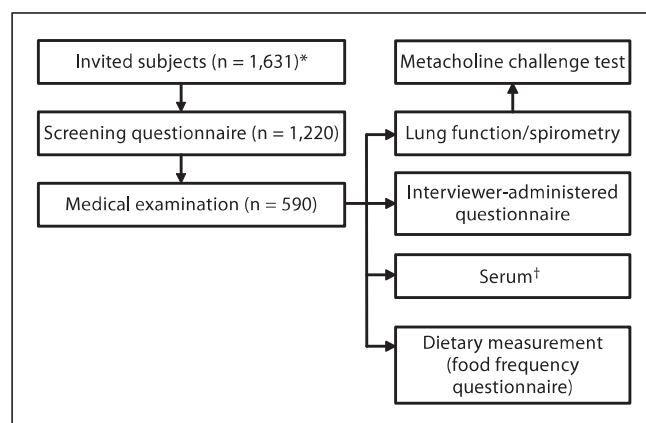 Invited subjects (n = 1,631)*
Screening questionnaire (n = 1,220)
Medical examination (n = 590)
Metacholine challenge test
Lung function/spirometry
Interviewer-administered
questionnaire
Serum†
Dietary measurement
(food frequency
questionnaire)